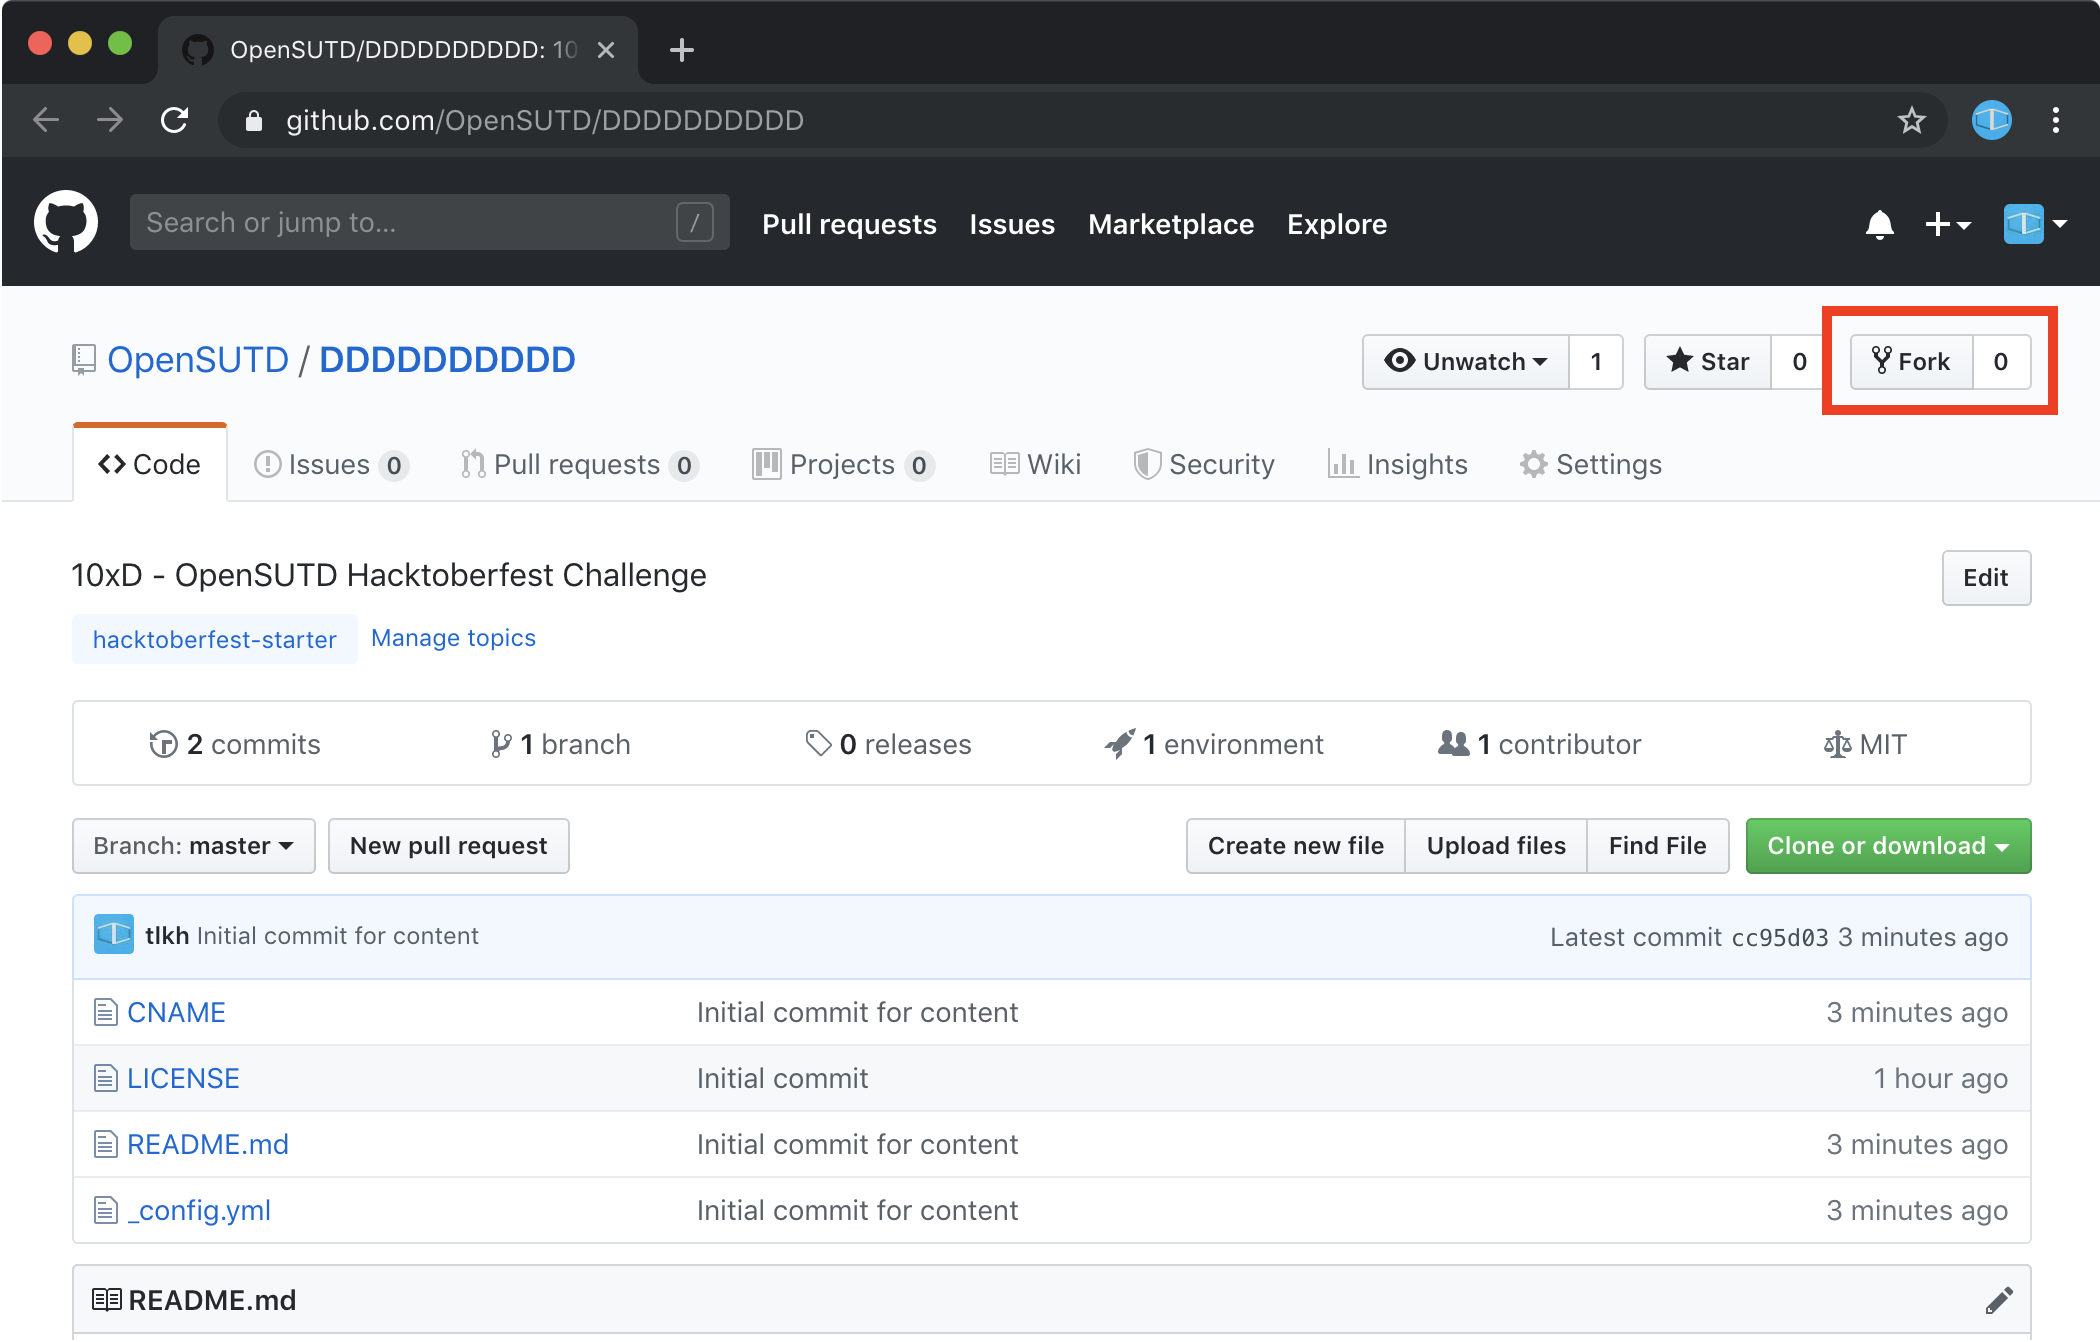 OpenSUTD/DDDDDDDDDD: 10
github.com/OpenSUTD/DDDDDDDDDD
Search or jump to... / Pull requests Issues Marketplace Explore
OpenSUTD / DDDDDDDDDD Unwatch 1 Star 0 Fork 0
Code Issues 0 Pull requests 0 Projects 0 Wiki Security Insights Settings
10xD - OpenSUTD Hacktoberfest Challenge Edit
hacktoberfest-starter Manage topics
2 commits 1 branch 0 releases 1 environment 1 contributor MIT
Branch: master New pull request Create new file Upload files Find File Clone or download
tlkh Initial commit for content Latest commit cc95d03 3 minutes ago
CNAME Initial commit for content 3 minutes ago
LICENSE Initial commit 1 hour ago
README.md Initial commit for content 3 minutes ago
_config.yml Initial commit for content 3 minutes ago
README.md